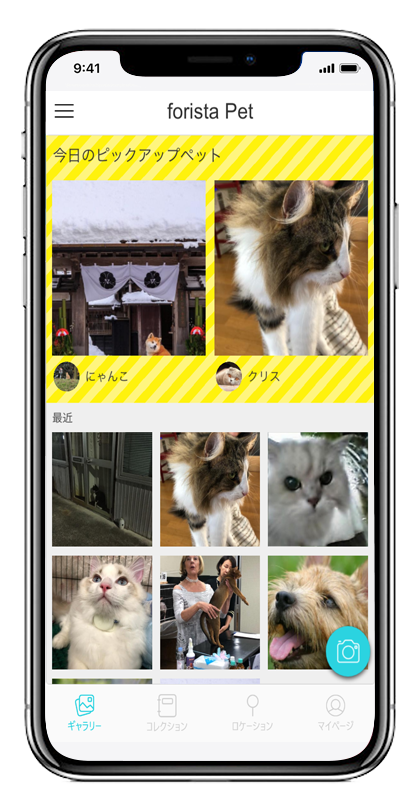 9:41
forista Pet
今日のピックアップペット
にゃんこ
クリス
最近
ギャラリー
コレクション
ロケーション
マイページ